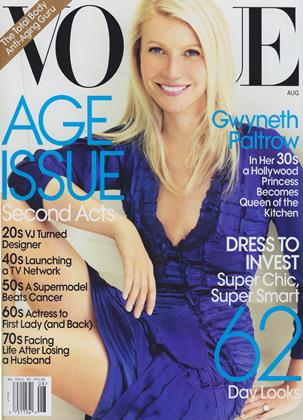 The Total Body
Anti-Aging Guru
VOGUE
AUG
AGE
ISSUE
Second Acts
20s VJ Turned
Designer
40s Launching
a TV Network
50s A Supermodel
Beats Cancer
60s Actress to
First Lady (and Back)
70s Facing
Life After Losing
a Husband
Gwyneth
Paltrow
In Her 30s
a Hollywood
Princess
Becomes
Queen of the
Kitchen
DRESS TO
INVEST
Super Chic,
Super Smart
62
Day Looks